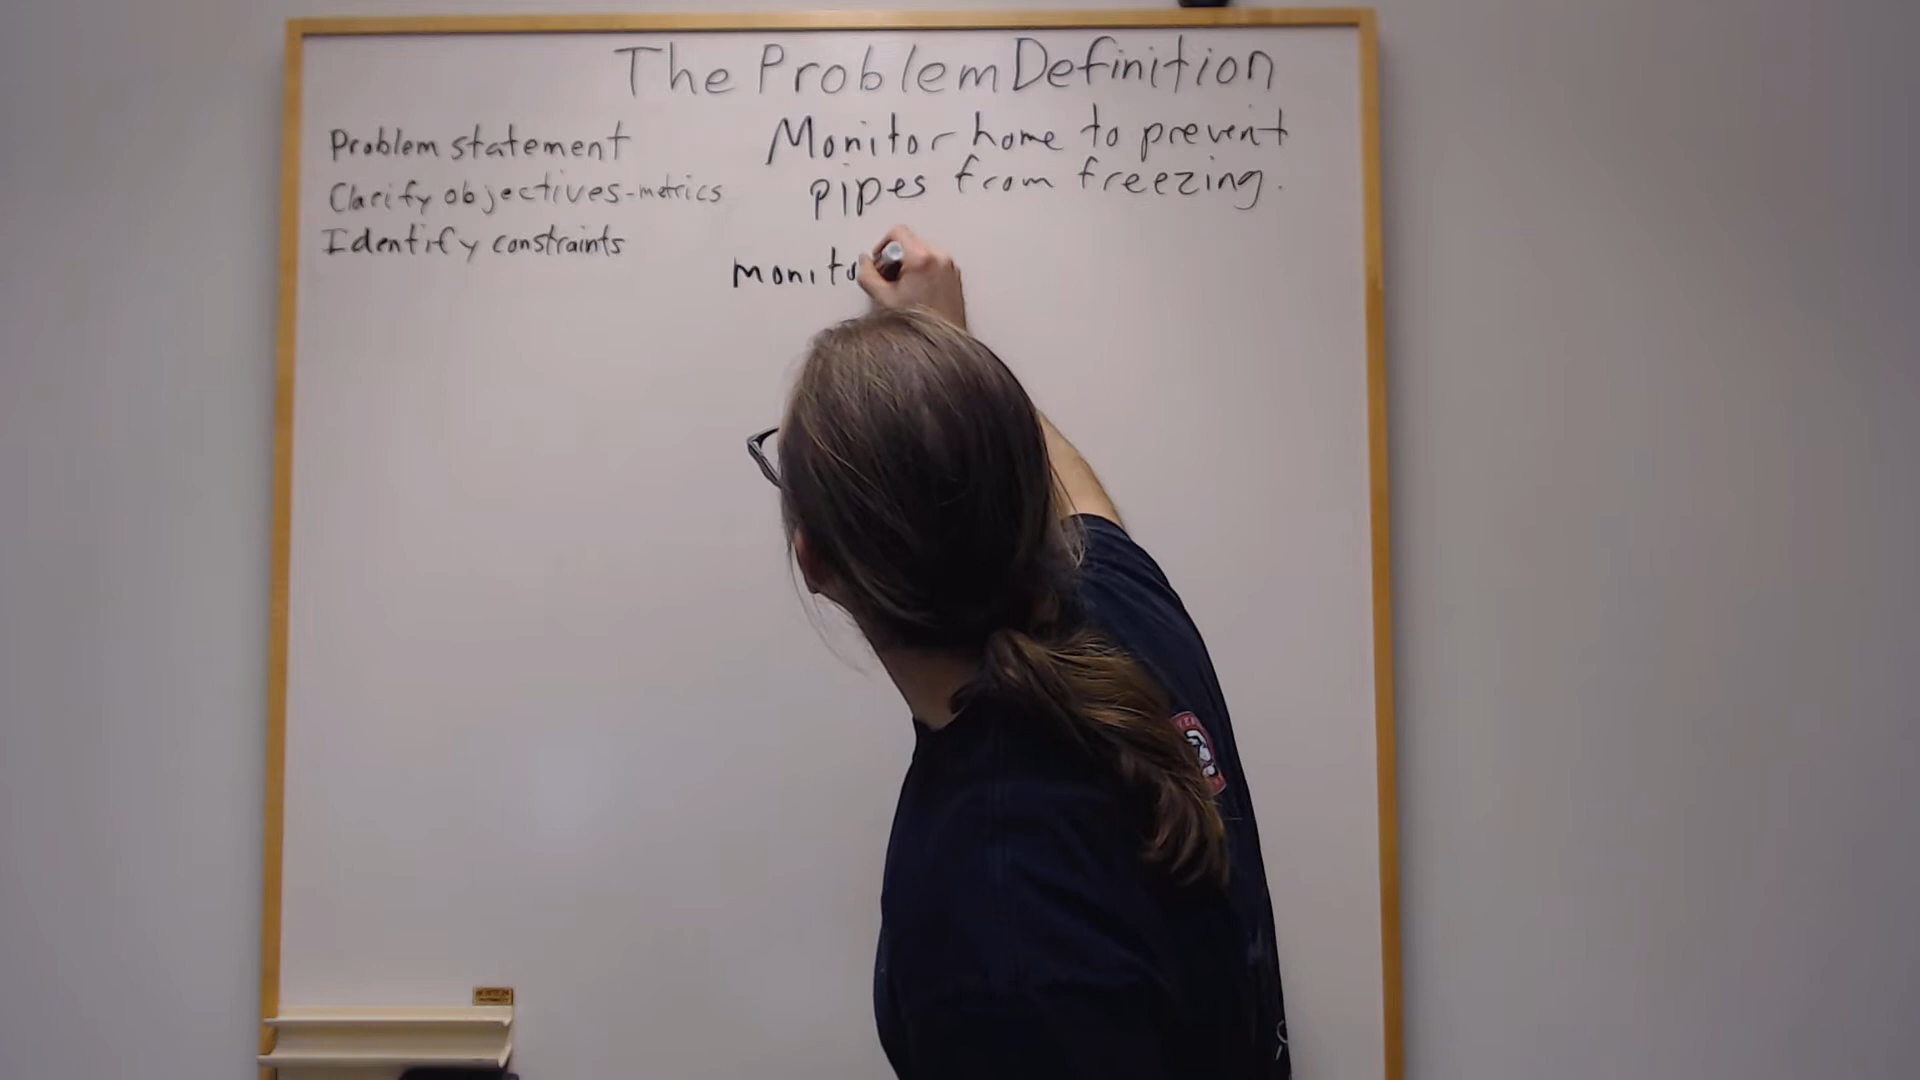 The Problem Definition
Problem statement
Clarify objectives-metrics
Identify constraints
Monitor home to prevent
pipes from freezing.
monito